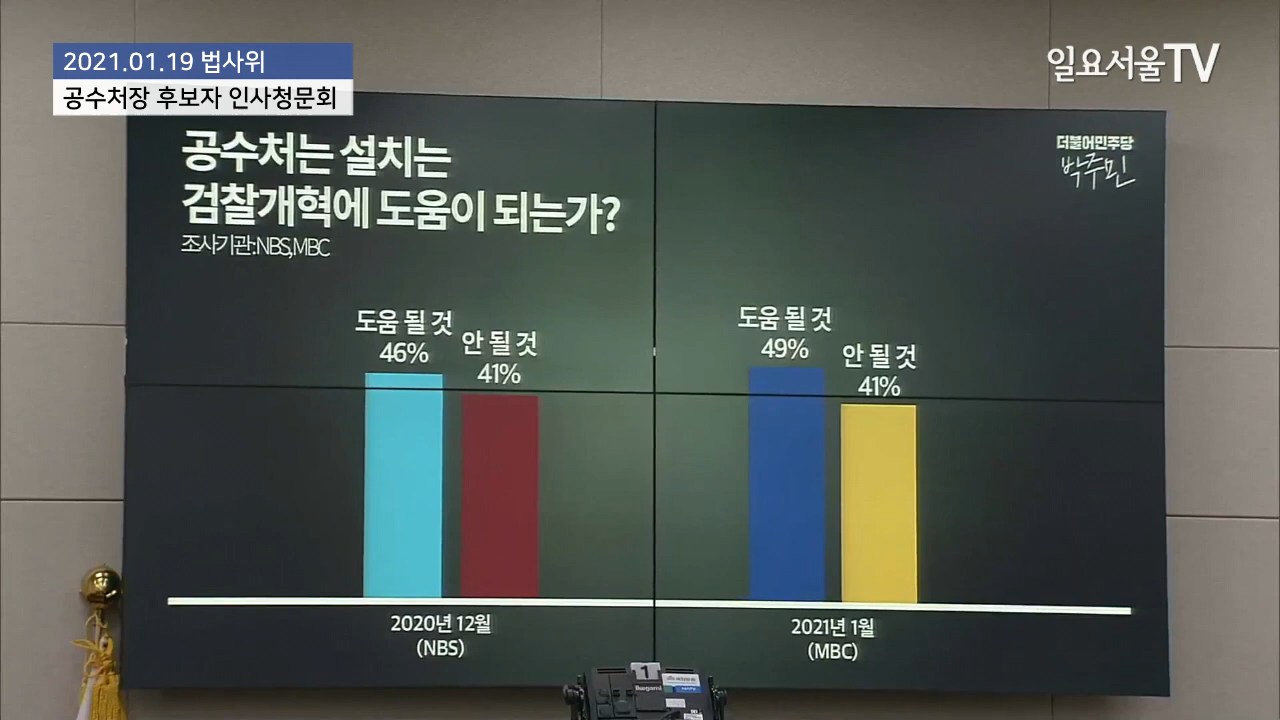 2021.01.19 법사위
공수처장 후보자 인사청문회
일요서울TV
공수처는 설치는
검찰개혁에 도움이 되는가?
조사기관:NBS,MBC
더불어민주당
박주민
도움 될 것
46%
안 될 것
41%
도움 될 것
49%
안 될 것
41%
2020년 12월
(NBS)
2021년 1월
(MBC)
1
Ikegami